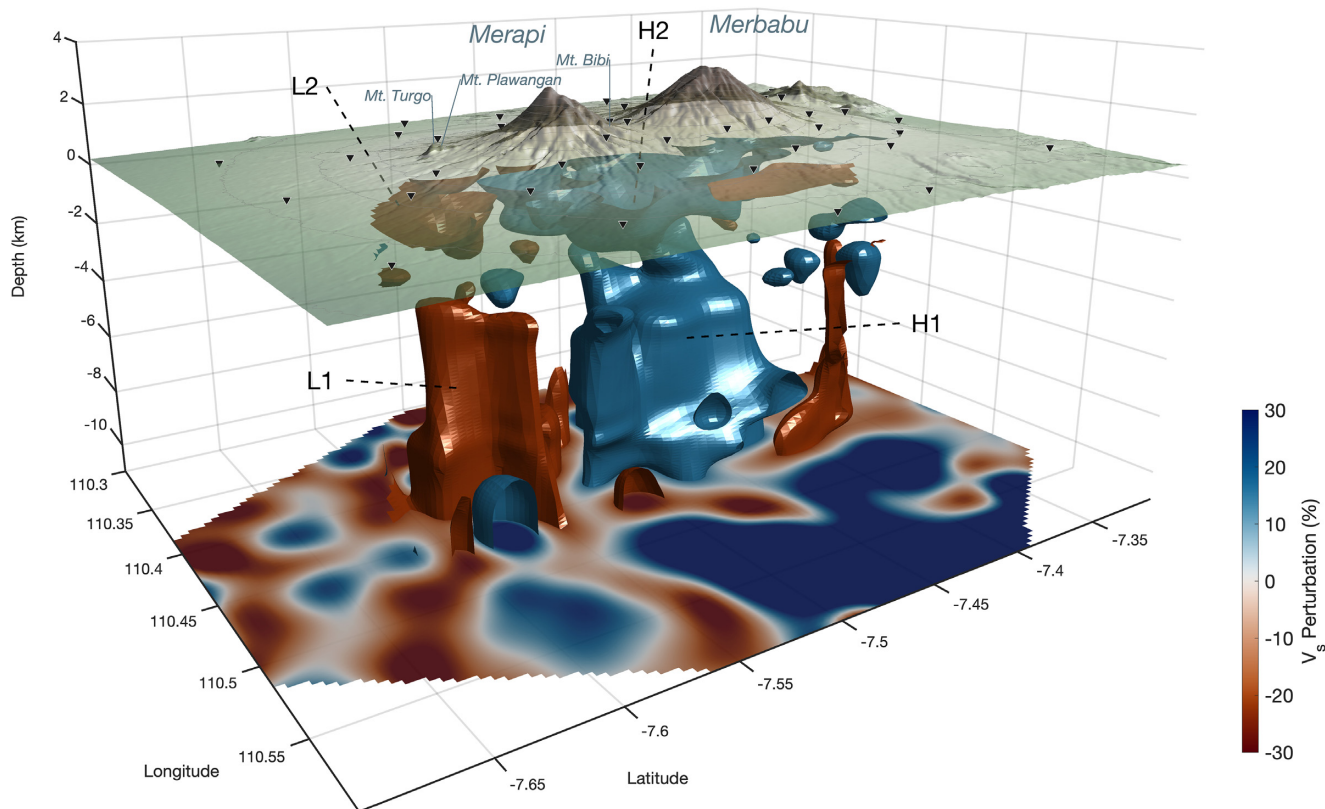 Merapi
H2
Merbabu
Mt. Bibi
Mt. Plawangan
L2
Mt. Turgo
4
2
0
-2
-4
-6
-8
-10
Depth (km)
H1
L1
110.3
110.35
110.4
110.45
110.5
110.55
Longitude
-7.65
-7.6
-7.55
-7.5
-7.45
-7.4
-7.35
Latitude
30
20
10
0
-10
-20
-30
Vs Perturbation (%)